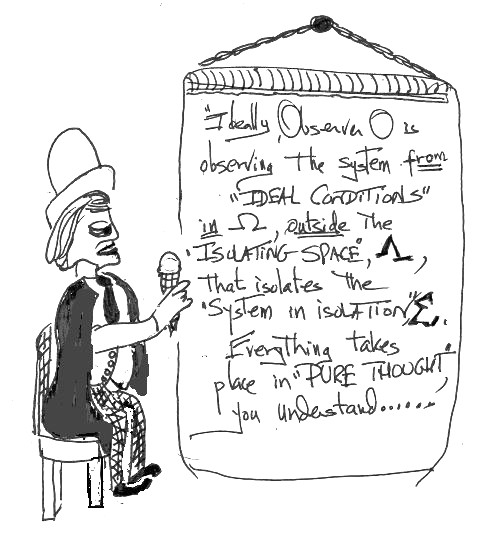 "Ideally, Observer O is
observing the system from
"IDEAL CONDITIONS"
in Ω, outside the
"ISOLATING SPACE", Λ,
that isolates the
"System in isoLATION", Σ.
Everything takes
place in "PURE THOUGHT",
you understand......